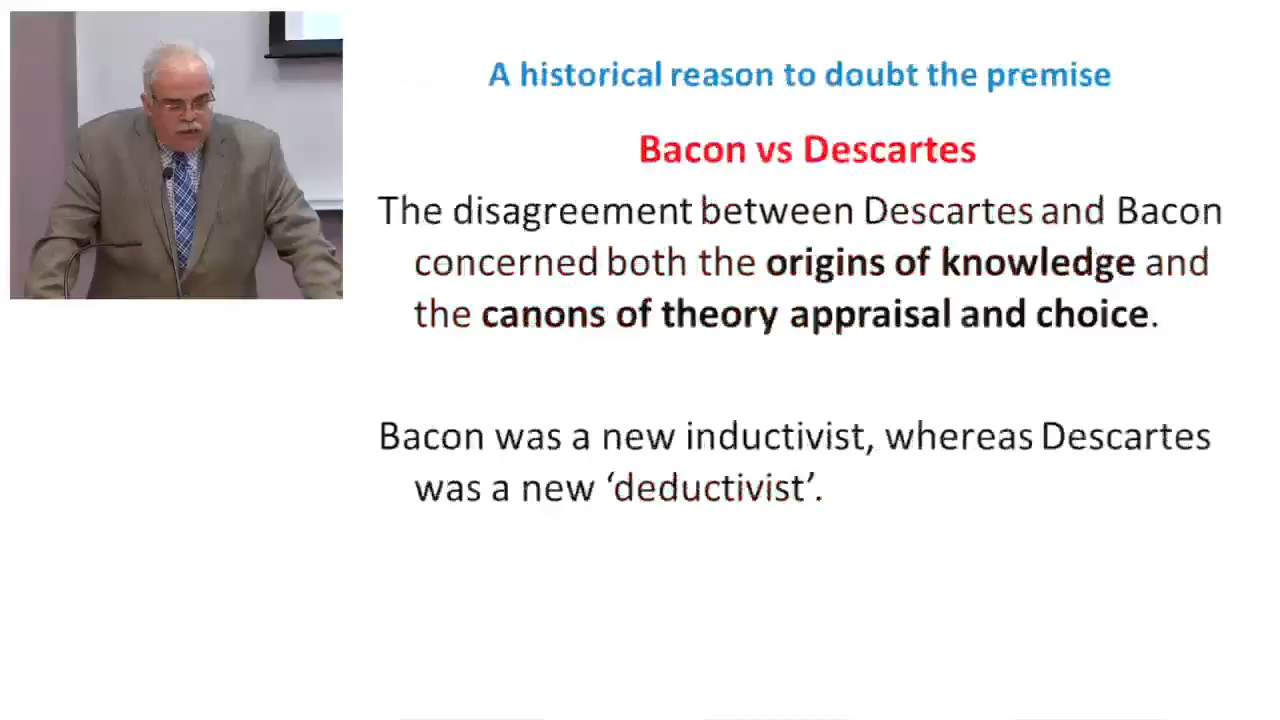 A historical reason to doubt the premise
Bacon vs Descartes
The disagreement between Descartes and Bacon
concerned both the origins of knowledge and
the canons of theory appraisal and choice.
Bacon was a new inductivist, whereas Descartes
was a new ‘deductivist’.